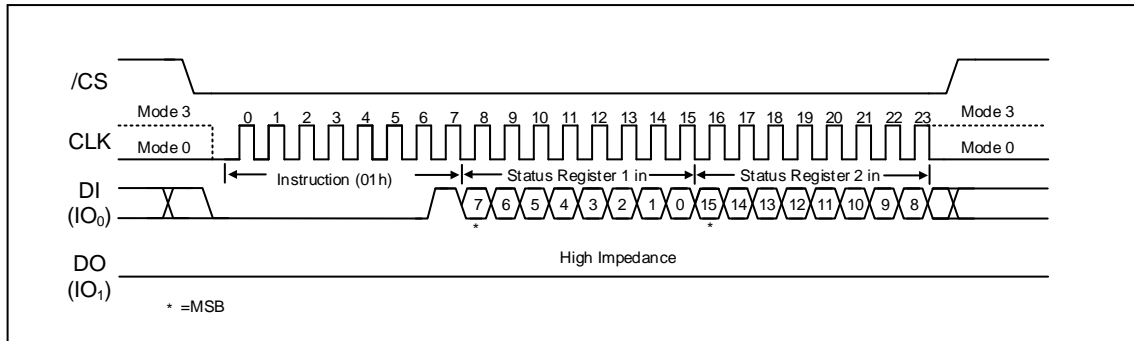 /CS
Mode 3 0 1 2 3 4 5 6 7 8 9 10 11 12 13 14 15 16 17 18 19 20 21 22 23 Mode 3
CLK Mode 0 Mode 0
Instruction (01h) Status Register 1 in Status Register 2 in
DI
(IO₀) 7 6 5 4 3 2 1 0 15 14 13 12 11 10 9 8
* *
High Impedance
DO
(IO₁)
* =MSB